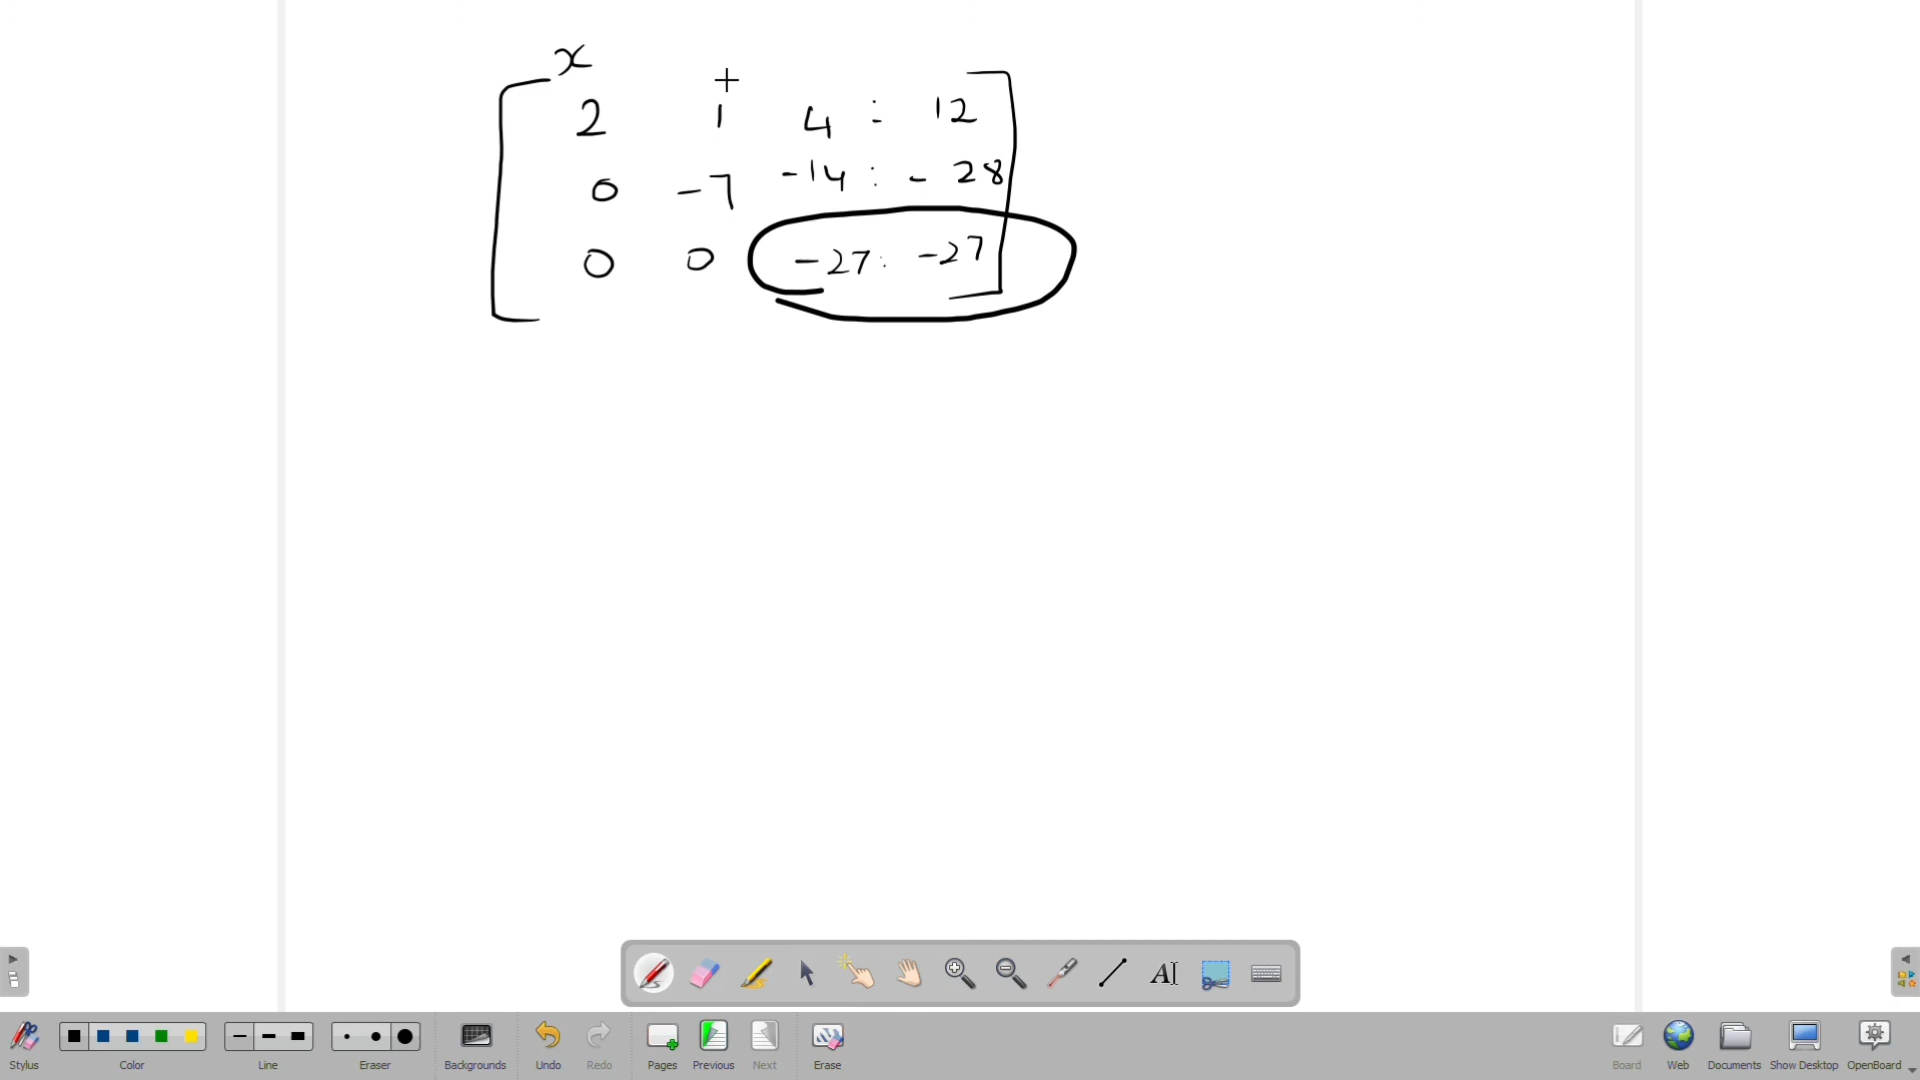 x
2 1 4 : 12
0 -7 -14 : - 28
0 0 -27 : -27
AI
Stylus Color Line Eraser Backgrounds Undo Redo Pages Previous Next Erase Board Web Documents Show Desktop OpenBoard